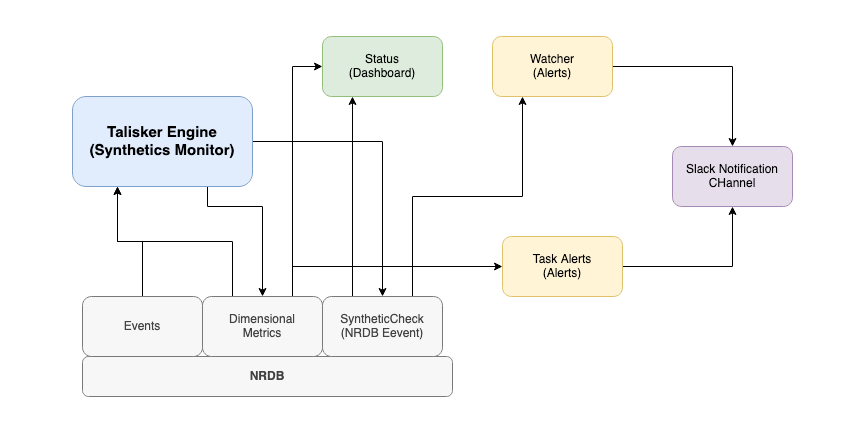 Status
(Dashboard)
Watcher
(Alerts)
Talisker Engine
(Synthetics Monitor)
Slack Notification
CHannel
Task Alerts
(Alerts)
Events
Dimensional
Metrics
SyntheticCheck
(NRDB Eevent)
NRDB